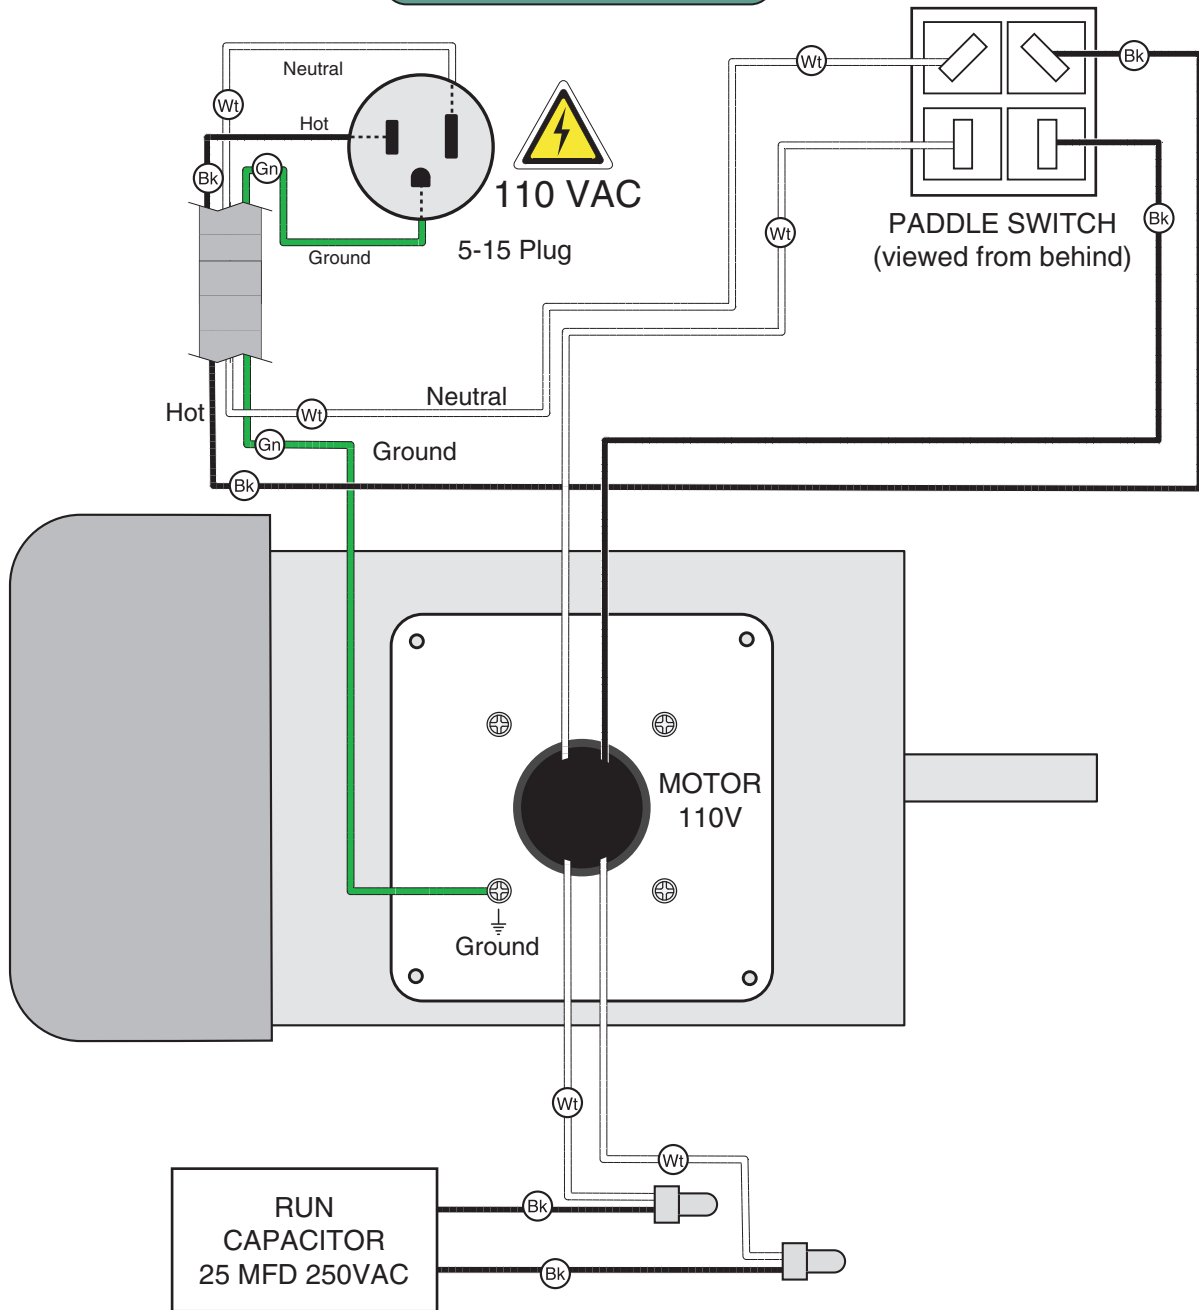 Neutral
Wt
Hot
Bk
Gn
Ground
110 VAC
5-15 Plug
Wt
Bk
Wt
Bk
PADDLE SWITCH
(viewed from behind)
Hot
Wt
Neutral
Gn
Ground
Bk
MOTOR
110V
Ground
Wt
Wt
RUN
CAPACITOR
25 MFD 250VAC
Bk
Bk